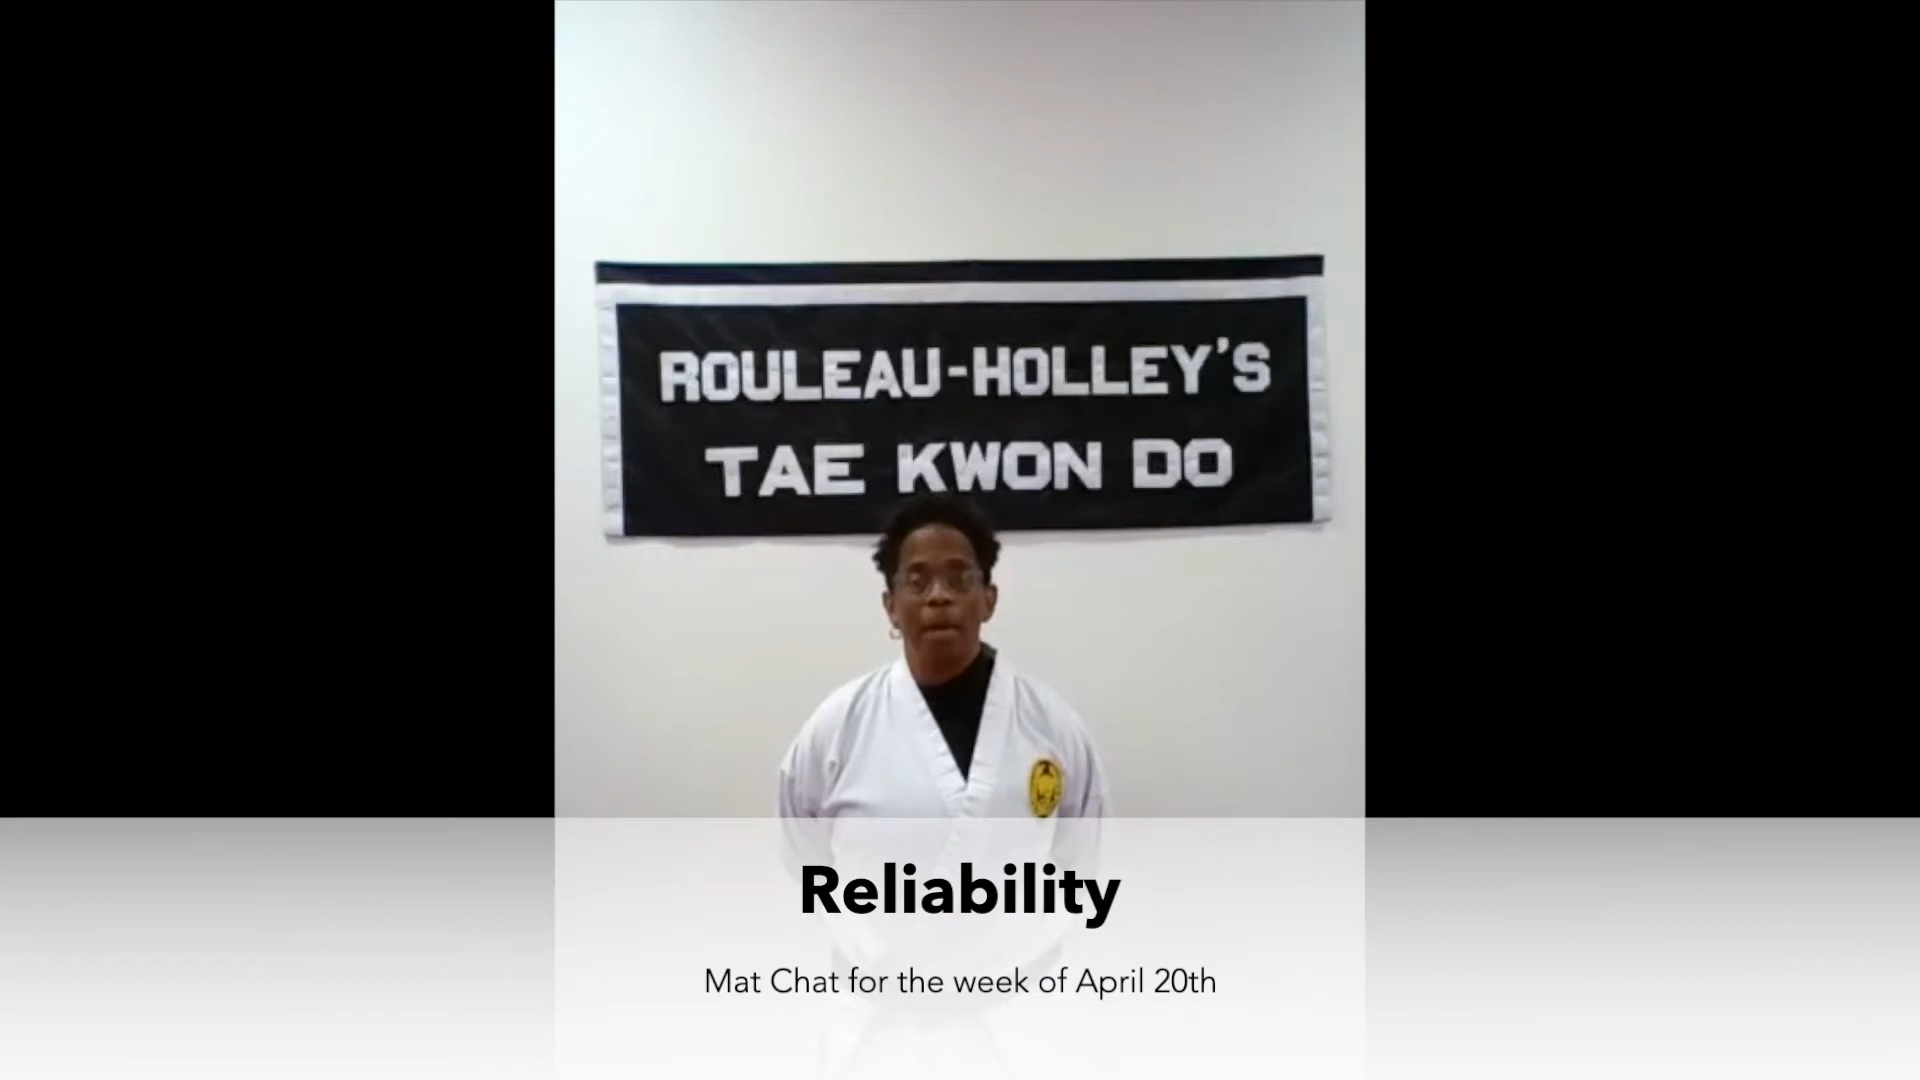 ROULEAU-HOLLEY'S
TAE KWON DO
Reliability
Mat Chat for the week of April 20th